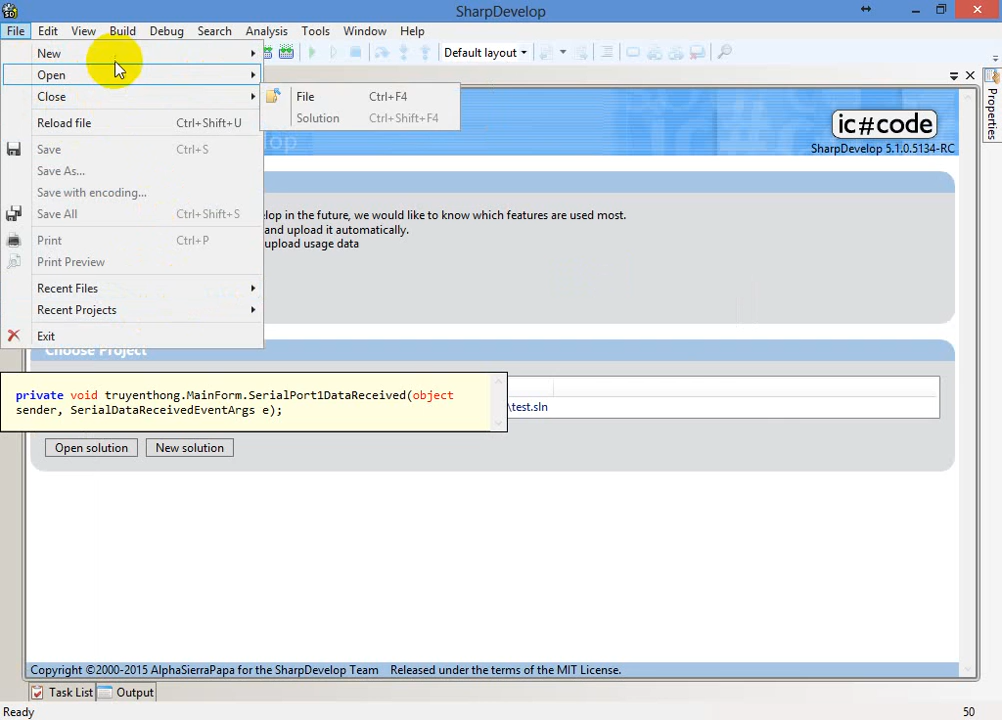 SharpDevelop
File Edit View Build Debug Search Analysis Tools Window Help
Default layout
New
Open
Close
Reload file Ctrl+Shift+U
Save Ctrl+S
Save As...
Save with encoding...
Save All Ctrl+Shift+S
Print Ctrl+P
Print Preview
Recent Files
Recent Projects
Exit
File Ctrl+F4
Solution Ctrl+Shift+F4
ic#code
SharpDevelop 5.1.0.5134-RC
Properties
elop in the future, we would like to know which features are used most.
and upload it automatically.
upload usage data
Choose Project
private void truyenthong.MainForm.SerialPort1DataReceived(object
sender, SerialDataReceivedEventArgs e);
\test.sln
Open solution New solution
Copyright ©2000-2015 AlphaSierraPapa for the SharpDevelop Team Released under the terms of the MIT License.
Task List Output
Ready 50